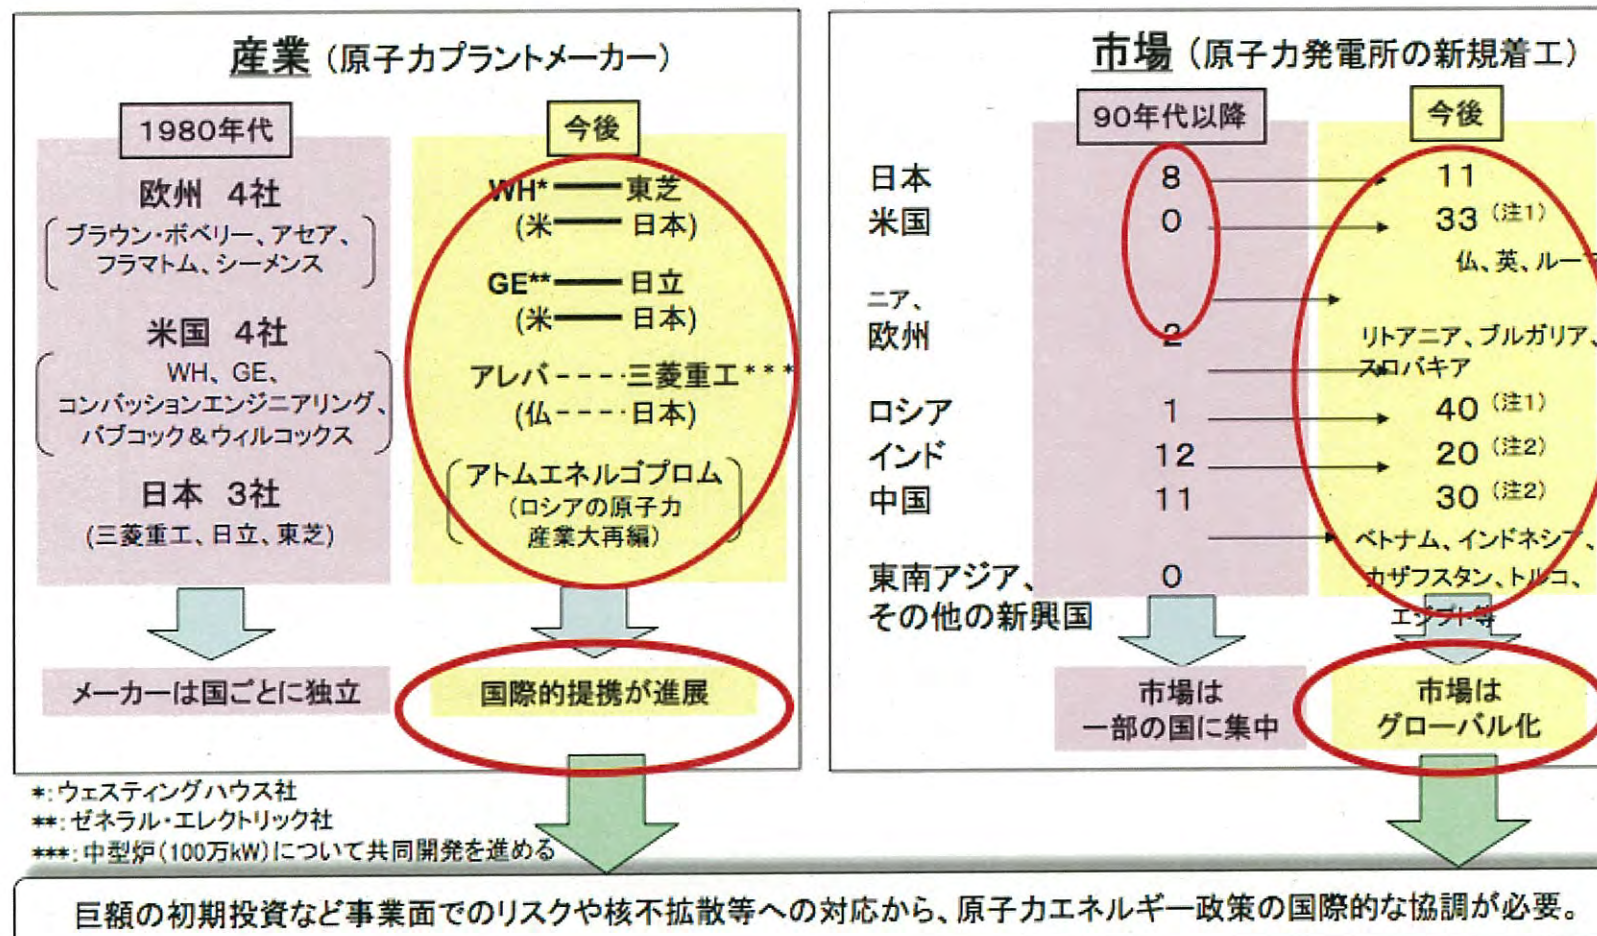 産業（原子力プラントメーカー）
1980年代
欧州 4社
ブラウン・ボベリー、アセア、
フラマトム、シーメンス
米国 4社
WH、GE、
コンバッションエンジニアリング、
バブコック＆ウィルコックス
日本 3社
(三菱重工、日立、東芝)
メーカーは国ごとに独立
今後
WH* 東芝
(米 日本)
GE** 日立
(米 日本)
アレバ ---- 三菱重工***
(仏 ---- 日本)
アトムエネルゴプロム
(ロシアの原子力
産業大再編)
国際的提携が進展
*:ウェスティングハウス社
**:ゼネラル・エレクトリック社
***:中型炉(100万kW)について共同開発を進める
市場（原子力発電所の新規着工）
90年代以降 今後
日本 8 11
米国 0 33 (注1)
仏、英、ルーマ
ニア、
欧州 2 リトアニア、ブルガリア、
スロバキア
ロシア 1 40 (注1)
インド 12 20 (注2)
中国 11 30 (注2)
ベトナム、インドネシア、
東南アジア、 0 カザフスタン、トルコ、
その他の新興国 エジプト等
市場は
一部の国に集中
市場は
グローバル化
巨額の初期投資など事業面でのリスクや核不拡散等への対応から、原子力エネルギー政策の国際的な協調が必要。